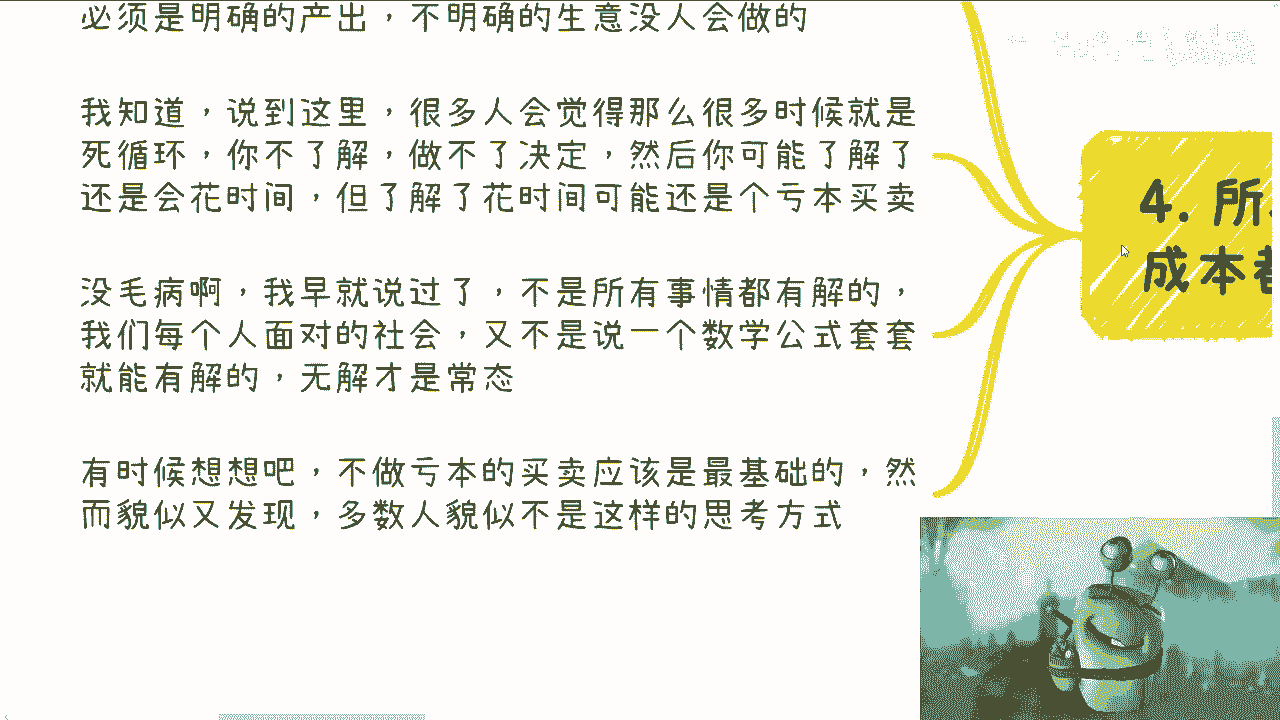 必须是明确的产出，不明确的生意没人会做的
我知道，说到这里，很多人会觉得那么很多时候就是
死循环，你不了解，做不了决定，然后你可能了解了
还是会花时间，但了解了花时间可能还是个亏本买卖
没毛病啊，我早就说过了，不是所有事情都有解的，
我们每个人面对的社会，又不是说一个数学公式套套
就能有解的，无解才是常态
有时候想想吧，不做亏本的买卖应该是最基础的，然
而貌似又发现，多数人貌似不是这样的思考方式
4. 所
成本